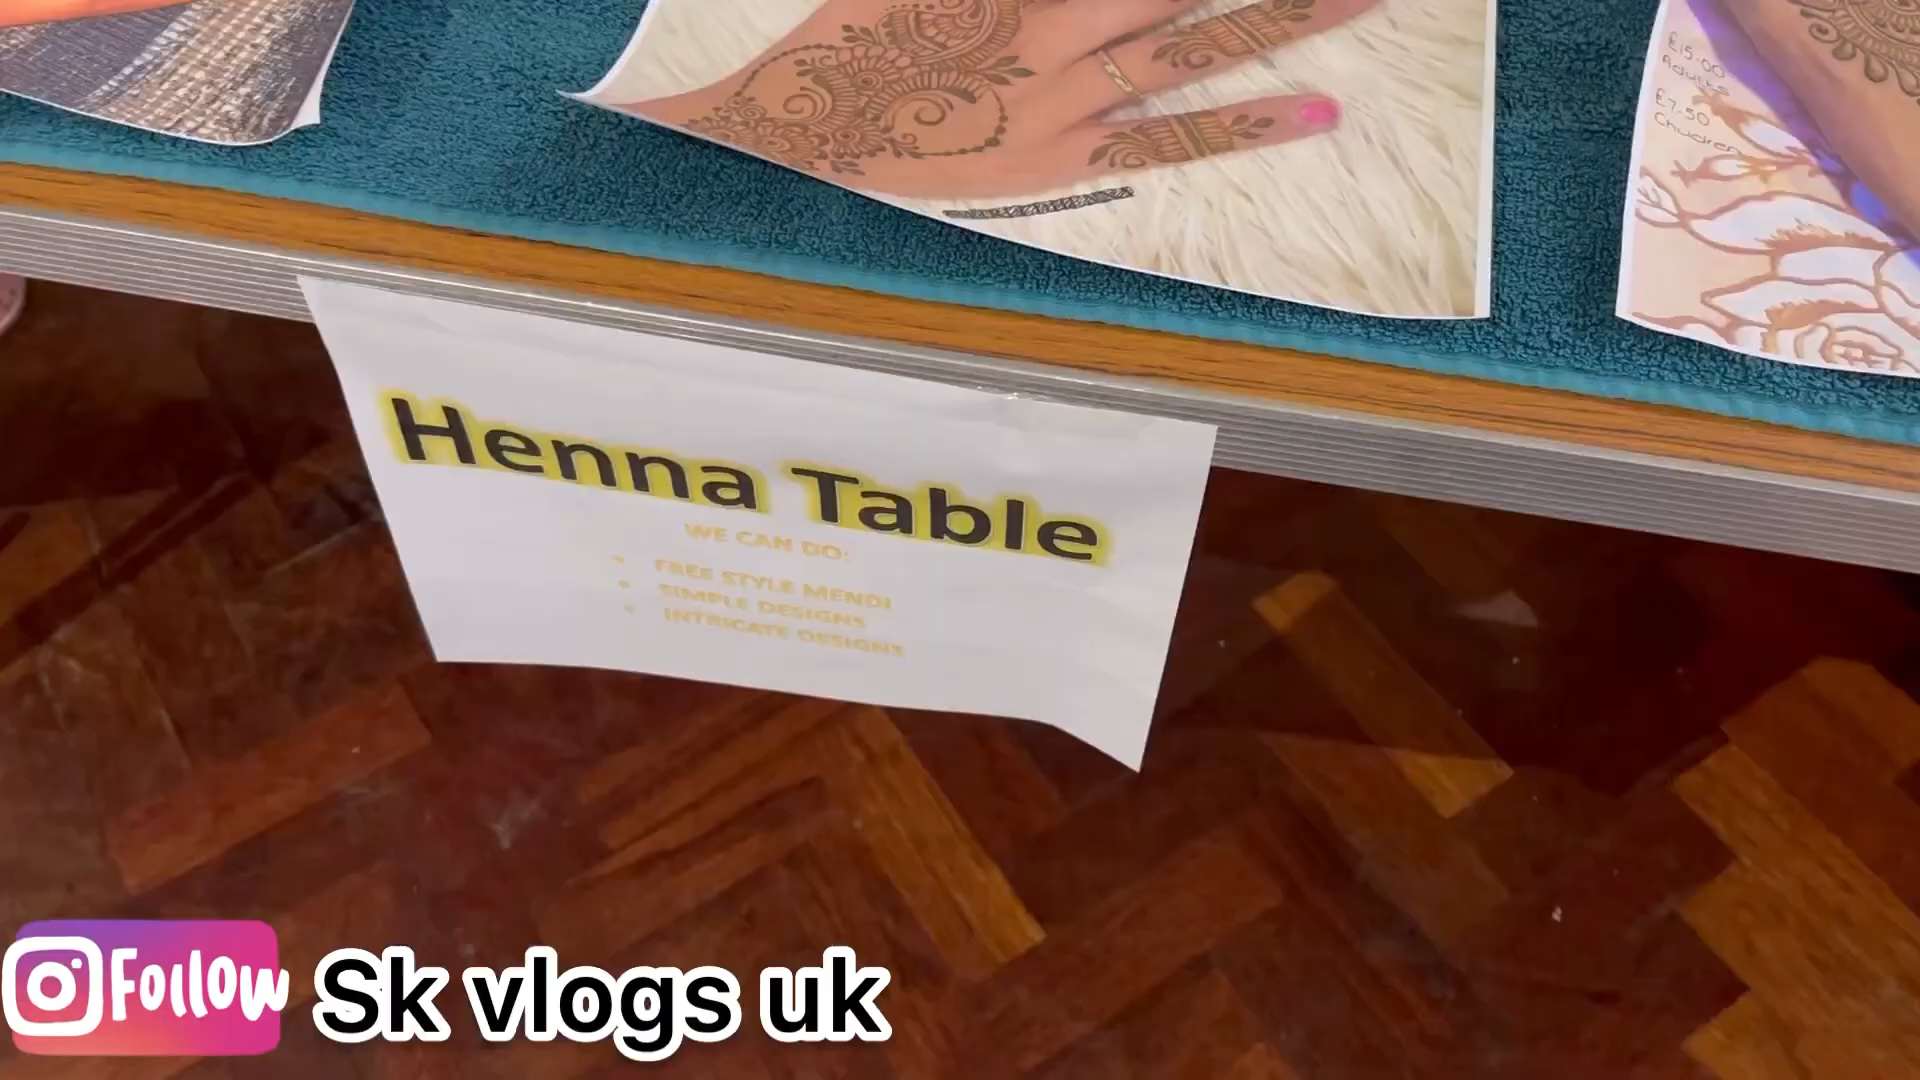 £15.00
Adults
£7.50
Children
Henna Table
WE CAN DO:
• FREE STYLE MENDI
• SIMPLE DESIGNS
• INTRICATE DESIGNS
Follow
Sk vlogs uk